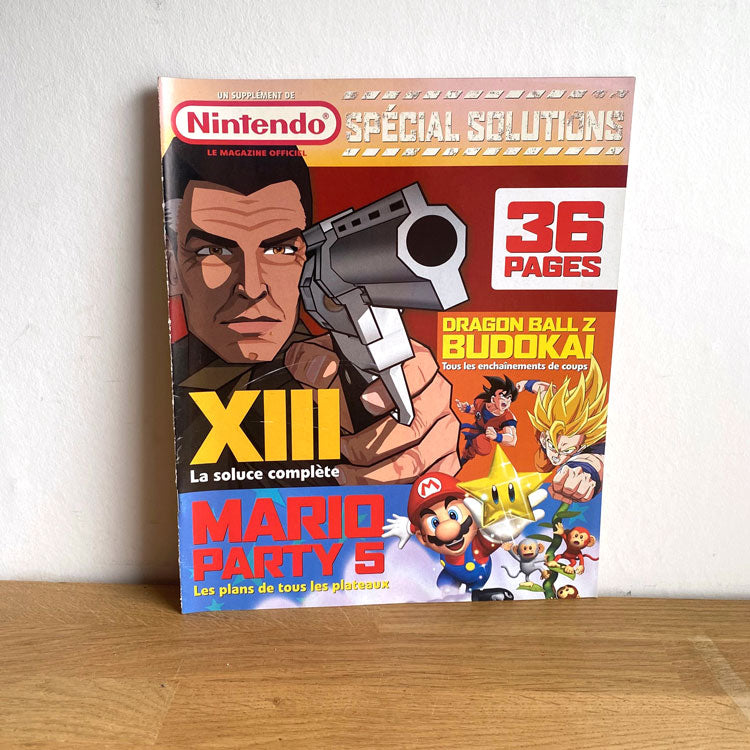 UN SUPPLÉMENT DE
Nintendo®
LE MAGAZINE OFFICIEL
SPÉCIAL SOLUTIONS
36
PAGES
DRAGON BALL Z
BUDOKAI
Tous les enchaînements de coups
XIII
La soluce complète
MARIO
PARTY 5
Les plans de tous les plateaux
M